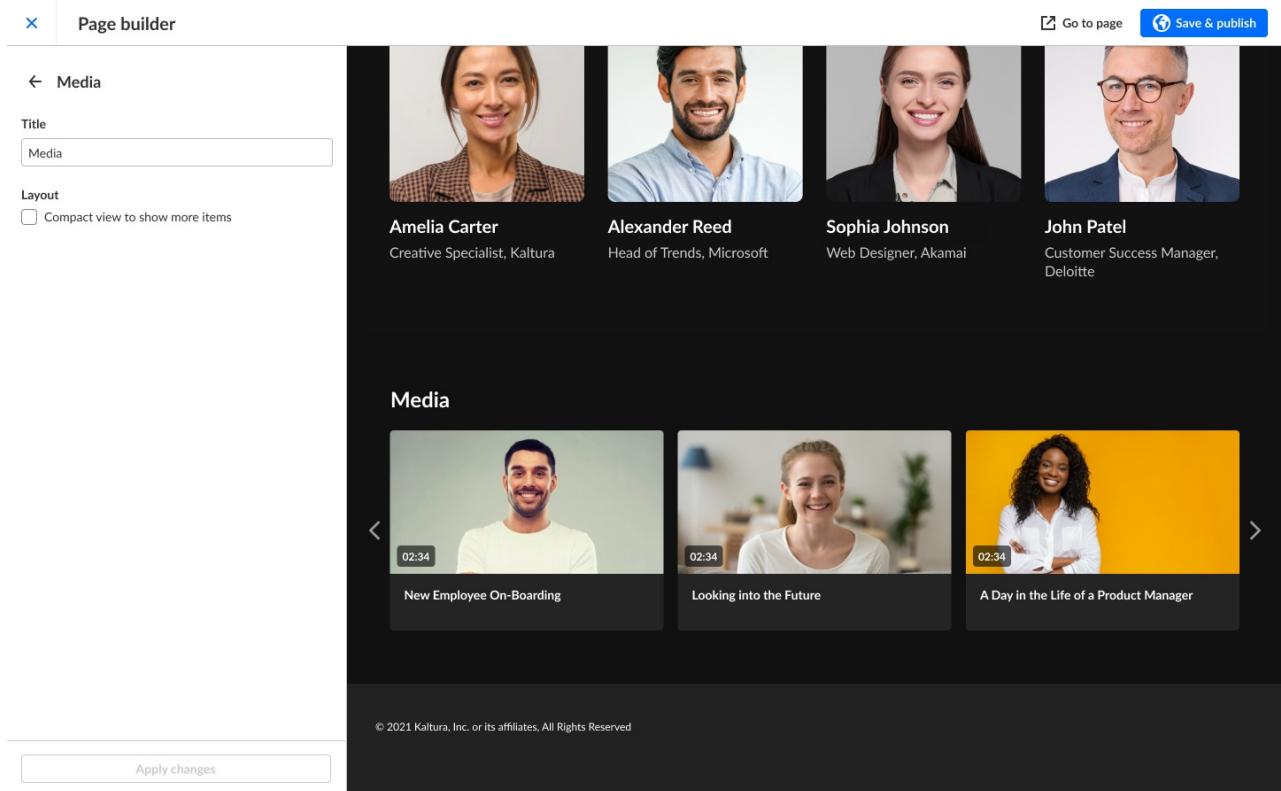 Page builder
Go to page
Save & publish
Media
Title
Media
Layout
Compact view to show more items
Apply changes
Amelia Carter
Creative Specialist, Kaltura
Alexander Reed
Head of Trends, Microsoft
Sophia Johnson
Web Designer, Akamai
John Patel
Customer Success Manager,
Deloitte
Media
02:34
New Employee On-Boarding
02:34
Looking into the Future
02:34
A Day in the Life of a Product Manager
© 2021 Kaltura, Inc. or its affiliates, All Rights Reserved